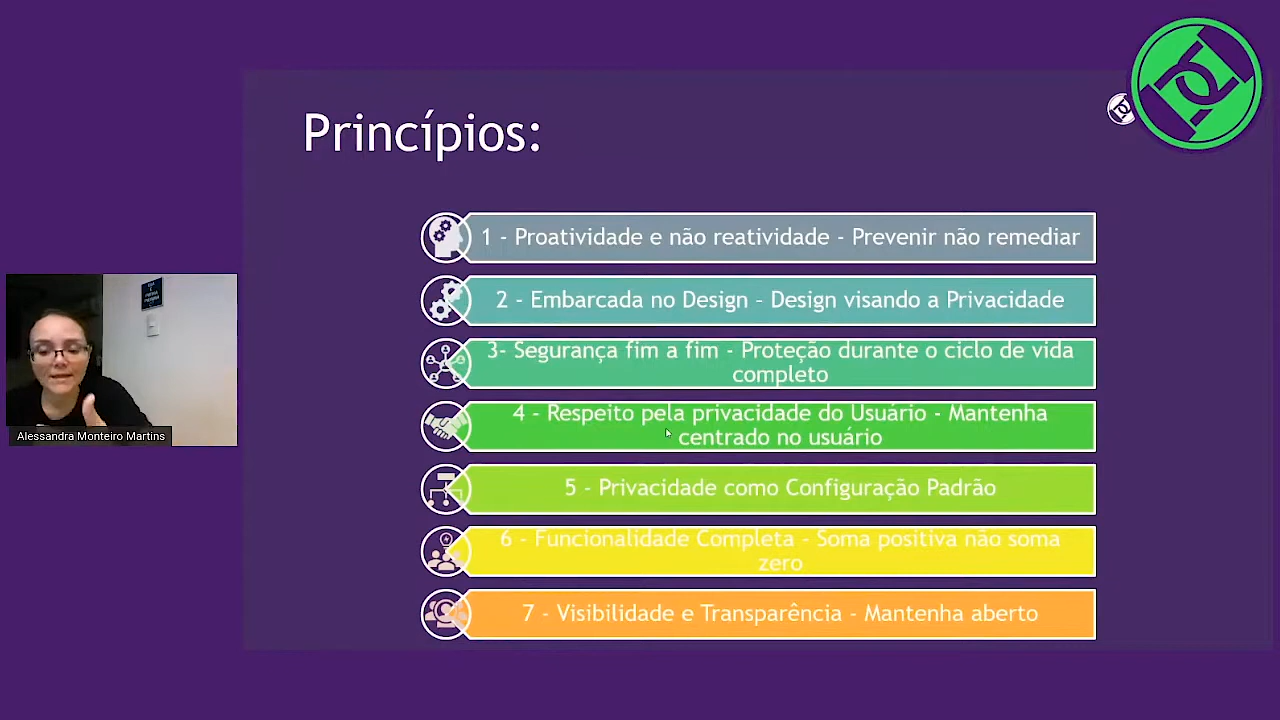 Princípios:
1 - Proatividade e não reatividade - Prevenir não remediar
2 - Embarcada no Design – Design visando a Privacidade
3- Segurança fim a fim - Proteção durante o ciclo de vida
completo
4 - Respeito pela privacidade do Usuário - Mantenha
centrado no usuário
5 - Privacidade como Configuração Padrão
6 - Funcionalidade Completa - Soma positiva não soma
zero
7 - Visibilidade e Transparência - Mantenha aberto
Alessandra Monteiro Martins